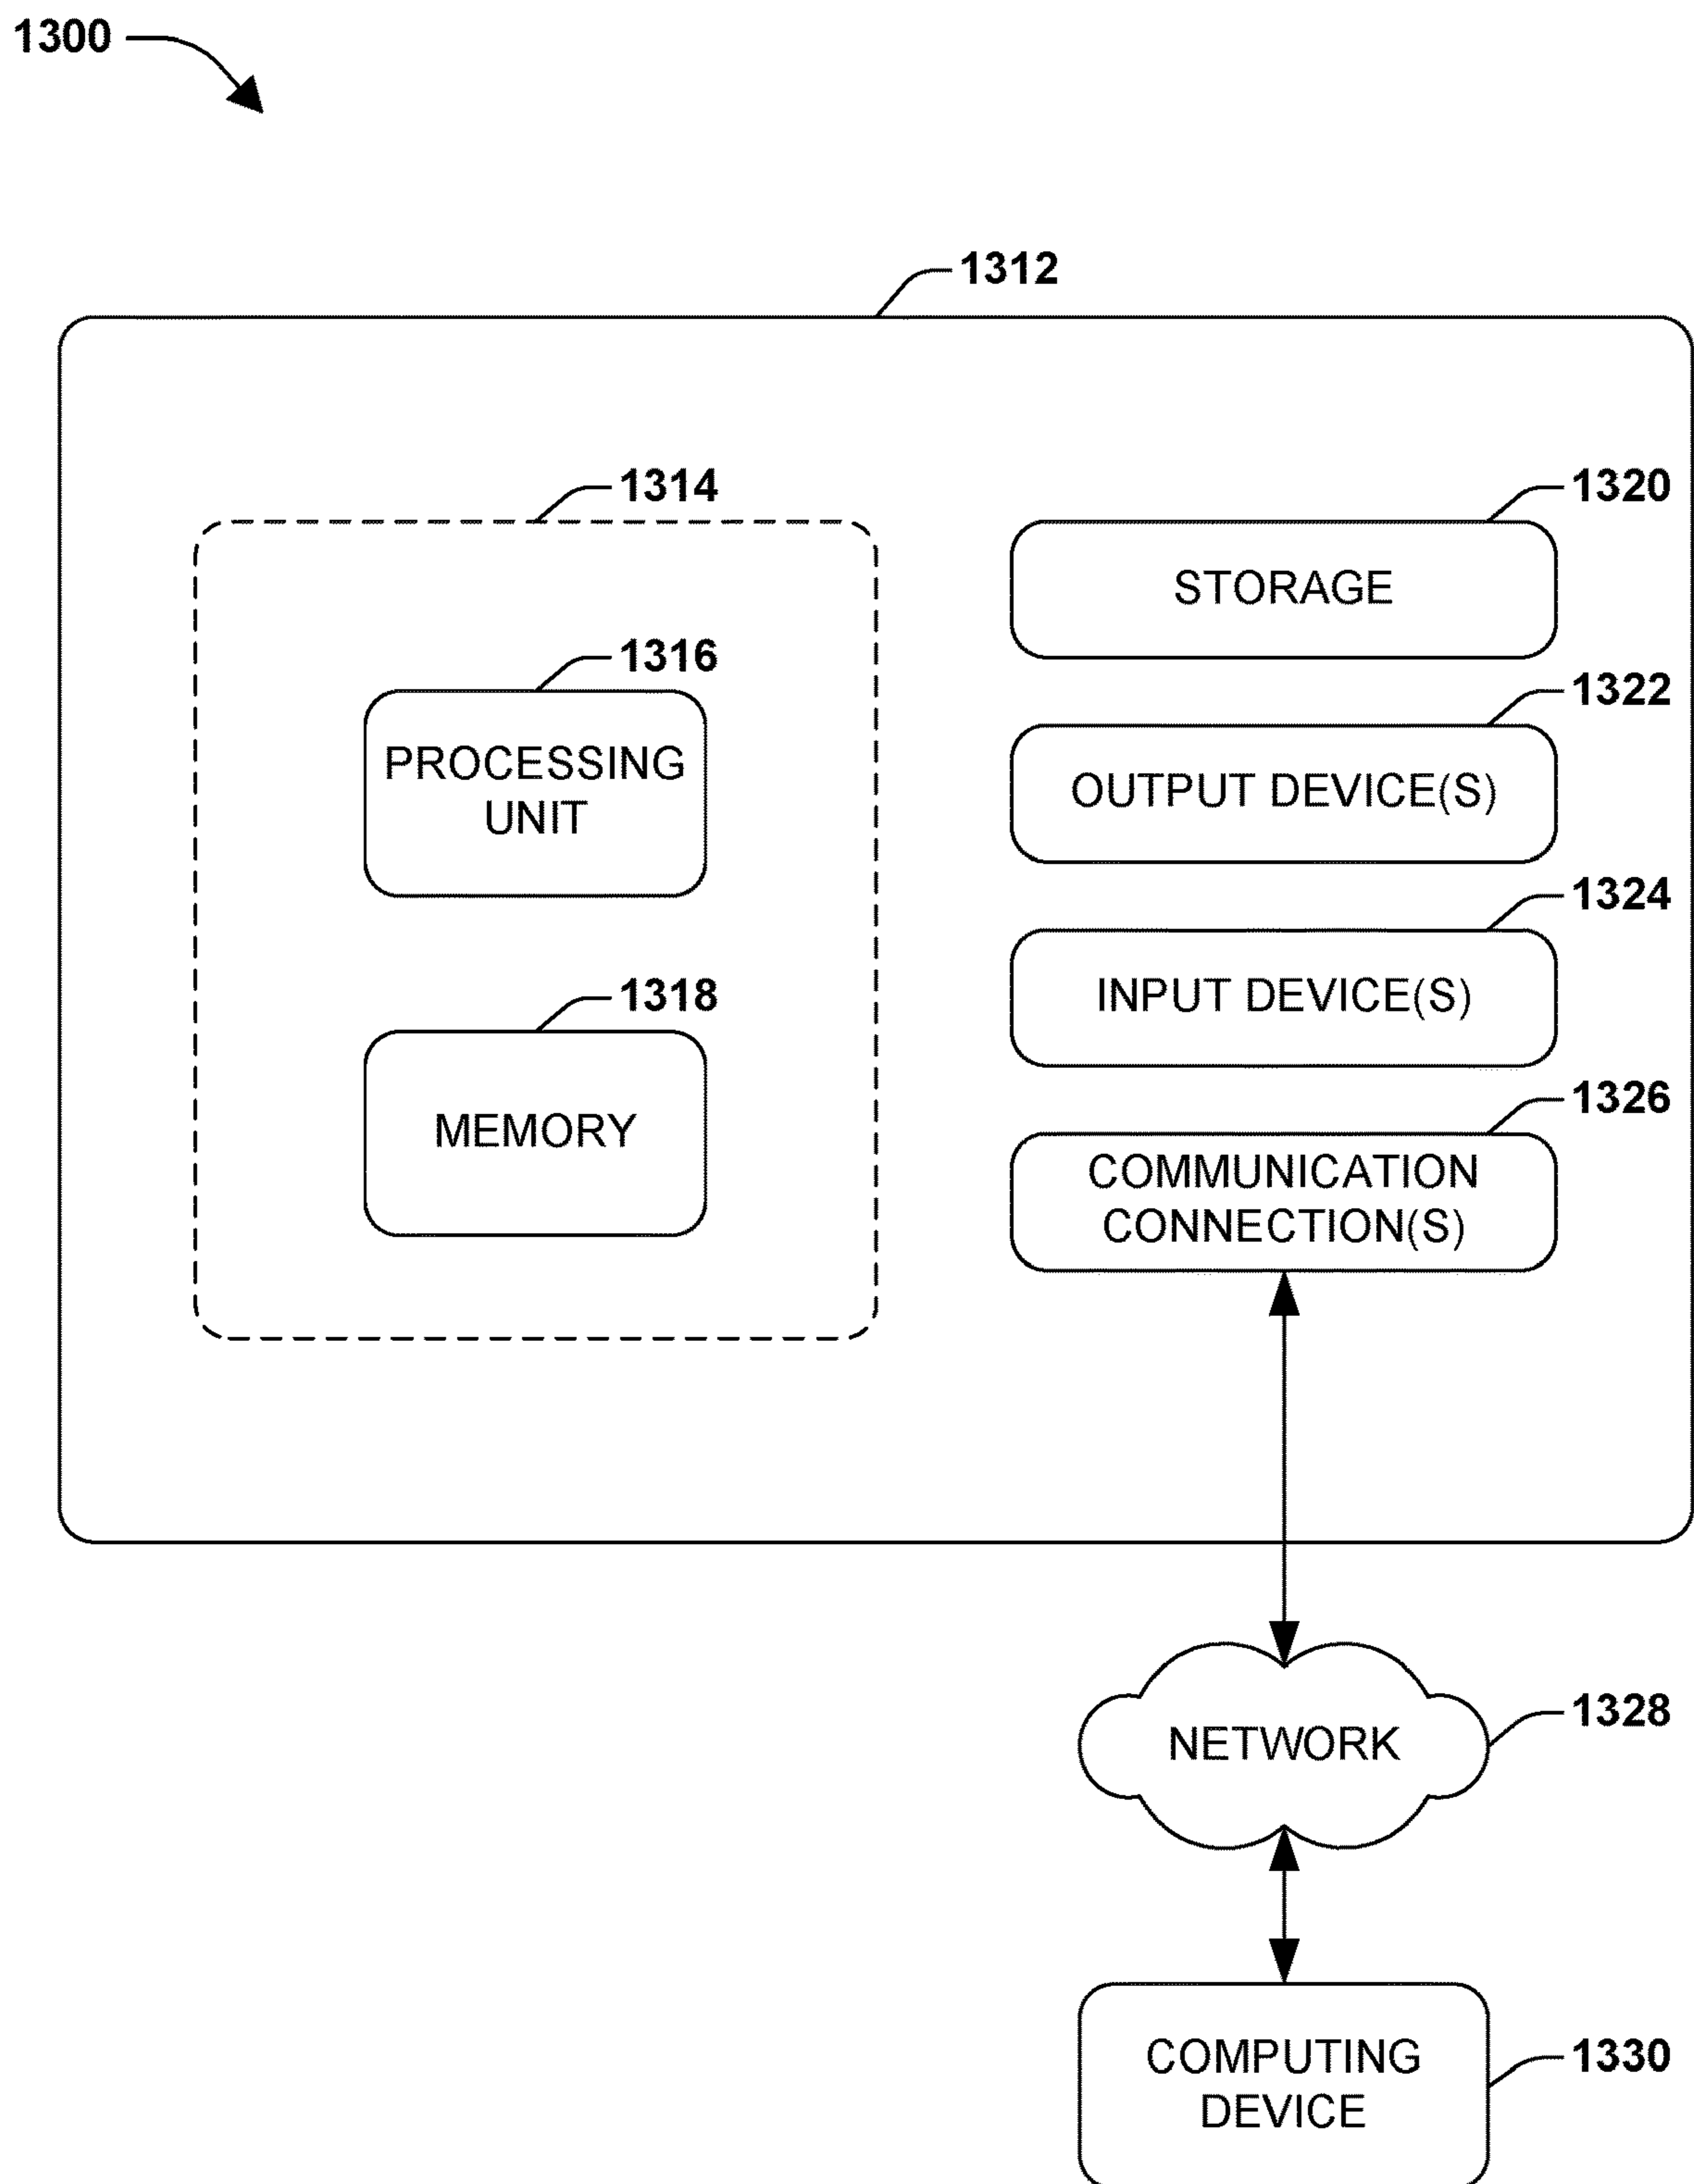 1300
1312
1314
1320
STORAGE
1316
1322
PROCESSING
UNIT
OUTPUT DEVICE(S)
1324
1318
INPUT DEVICE(S)
1326
MEMORY
COMMUNICATION
CONNECTION(S)
1328
NETWORK
1330
COMPUTING
DEVICE